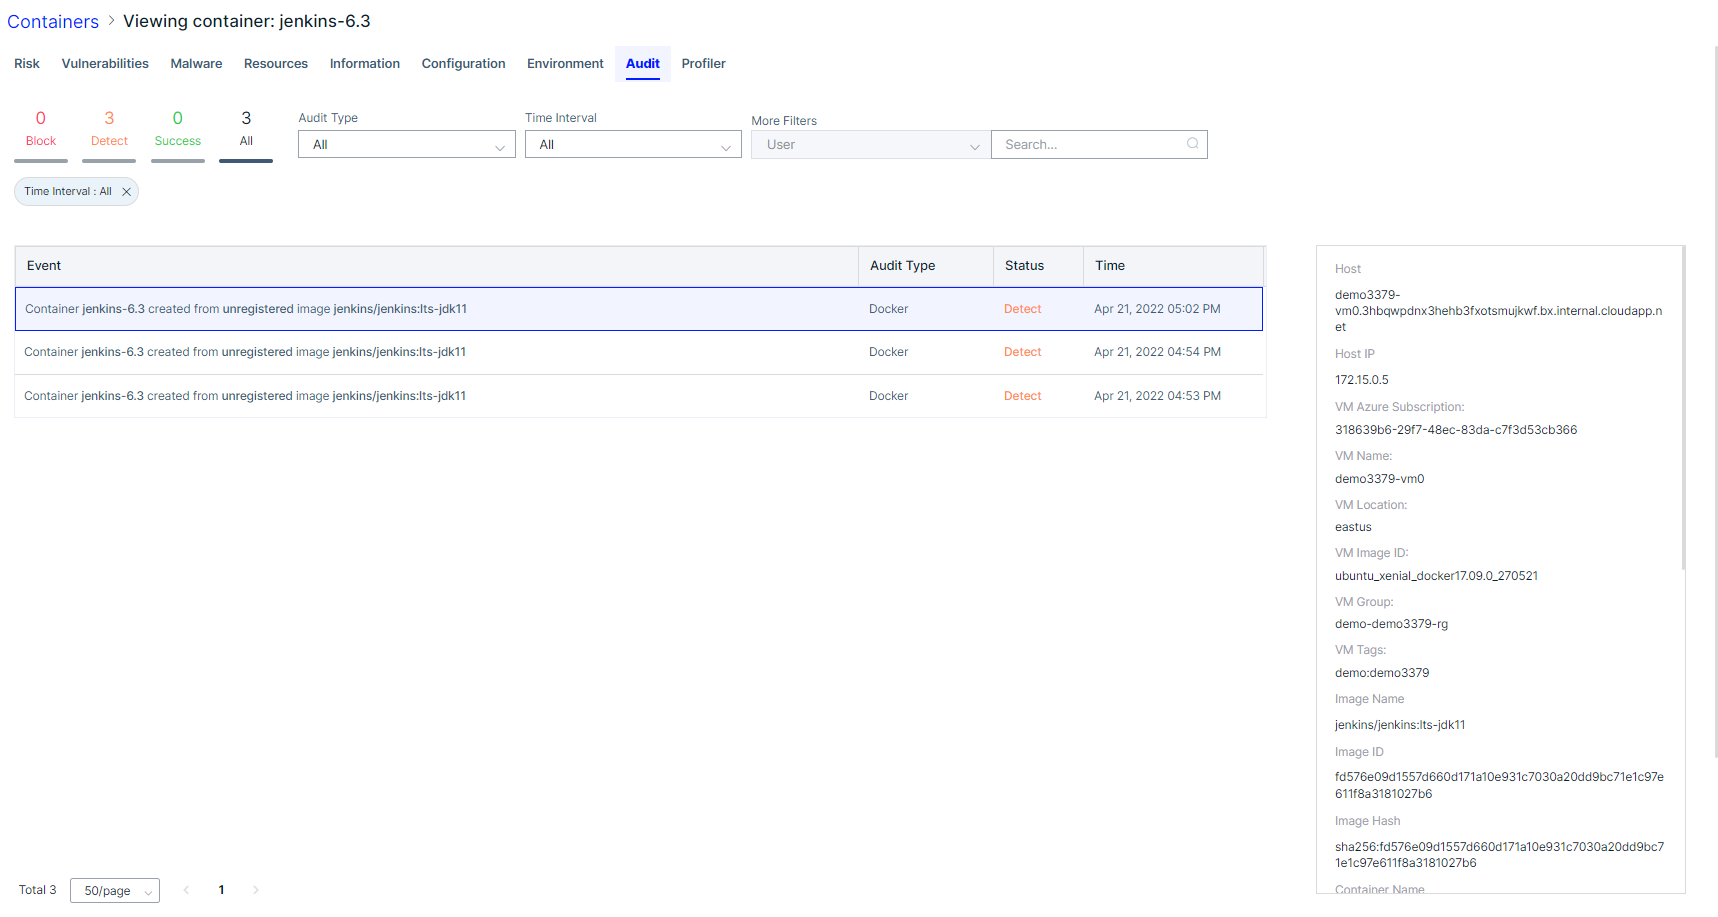 Containers > Viewing container: jenkins-6.3
Risk Vulnerabilities Malware Resources Information Configuration Environment Audit Profiler
0 3 0 3
Block Detect Success All
Audit Type Time Interval More Filters
All All User Search...
Time Interval : All ×
Event Audit Type Status Time
Container jenkins-6.3 created from unregistered image jenkins/jenkins:lts-jdk11 Docker Detect Apr 21, 2022 05:02 PM
Container jenkins-6.3 created from unregistered image jenkins/jenkins:lts-jdk11 Docker Detect Apr 21, 2022 04:54 PM
Container jenkins-6.3 created from unregistered image jenkins/jenkins:lts-jdk11 Docker Detect Apr 21, 2022 04:53 PM
Total 3 50/page < 1 >
Host
demo3379-
vm0.3hbqwpdnx3hehb3fxotsmujkwf.bx.internal.cloudapp.n
et
Host IP
172.15.0.5
VM Azure Subscription:
318639b6-29f7-48ec-83da-c7f3d53cb366
VM Name:
demo3379-vm0
VM Location:
eastus
VM Image ID:
ubuntu_xenial_docker17.09.0_270521
VM Group:
demo-demo3379-rg
VM Tags:
demo:demo3379
Image Name
jenkins/jenkins:lts-jdk11
Image ID
fd576e09d1557d660d171a10e931c7030a20dd9bc71e1c97e
611f8a3181027b6
Image Hash
sha256:fd576e09d1557d660d171a10e931c7030a20dd9bc7
1e1c97e611f8a3181027b6
Container Name